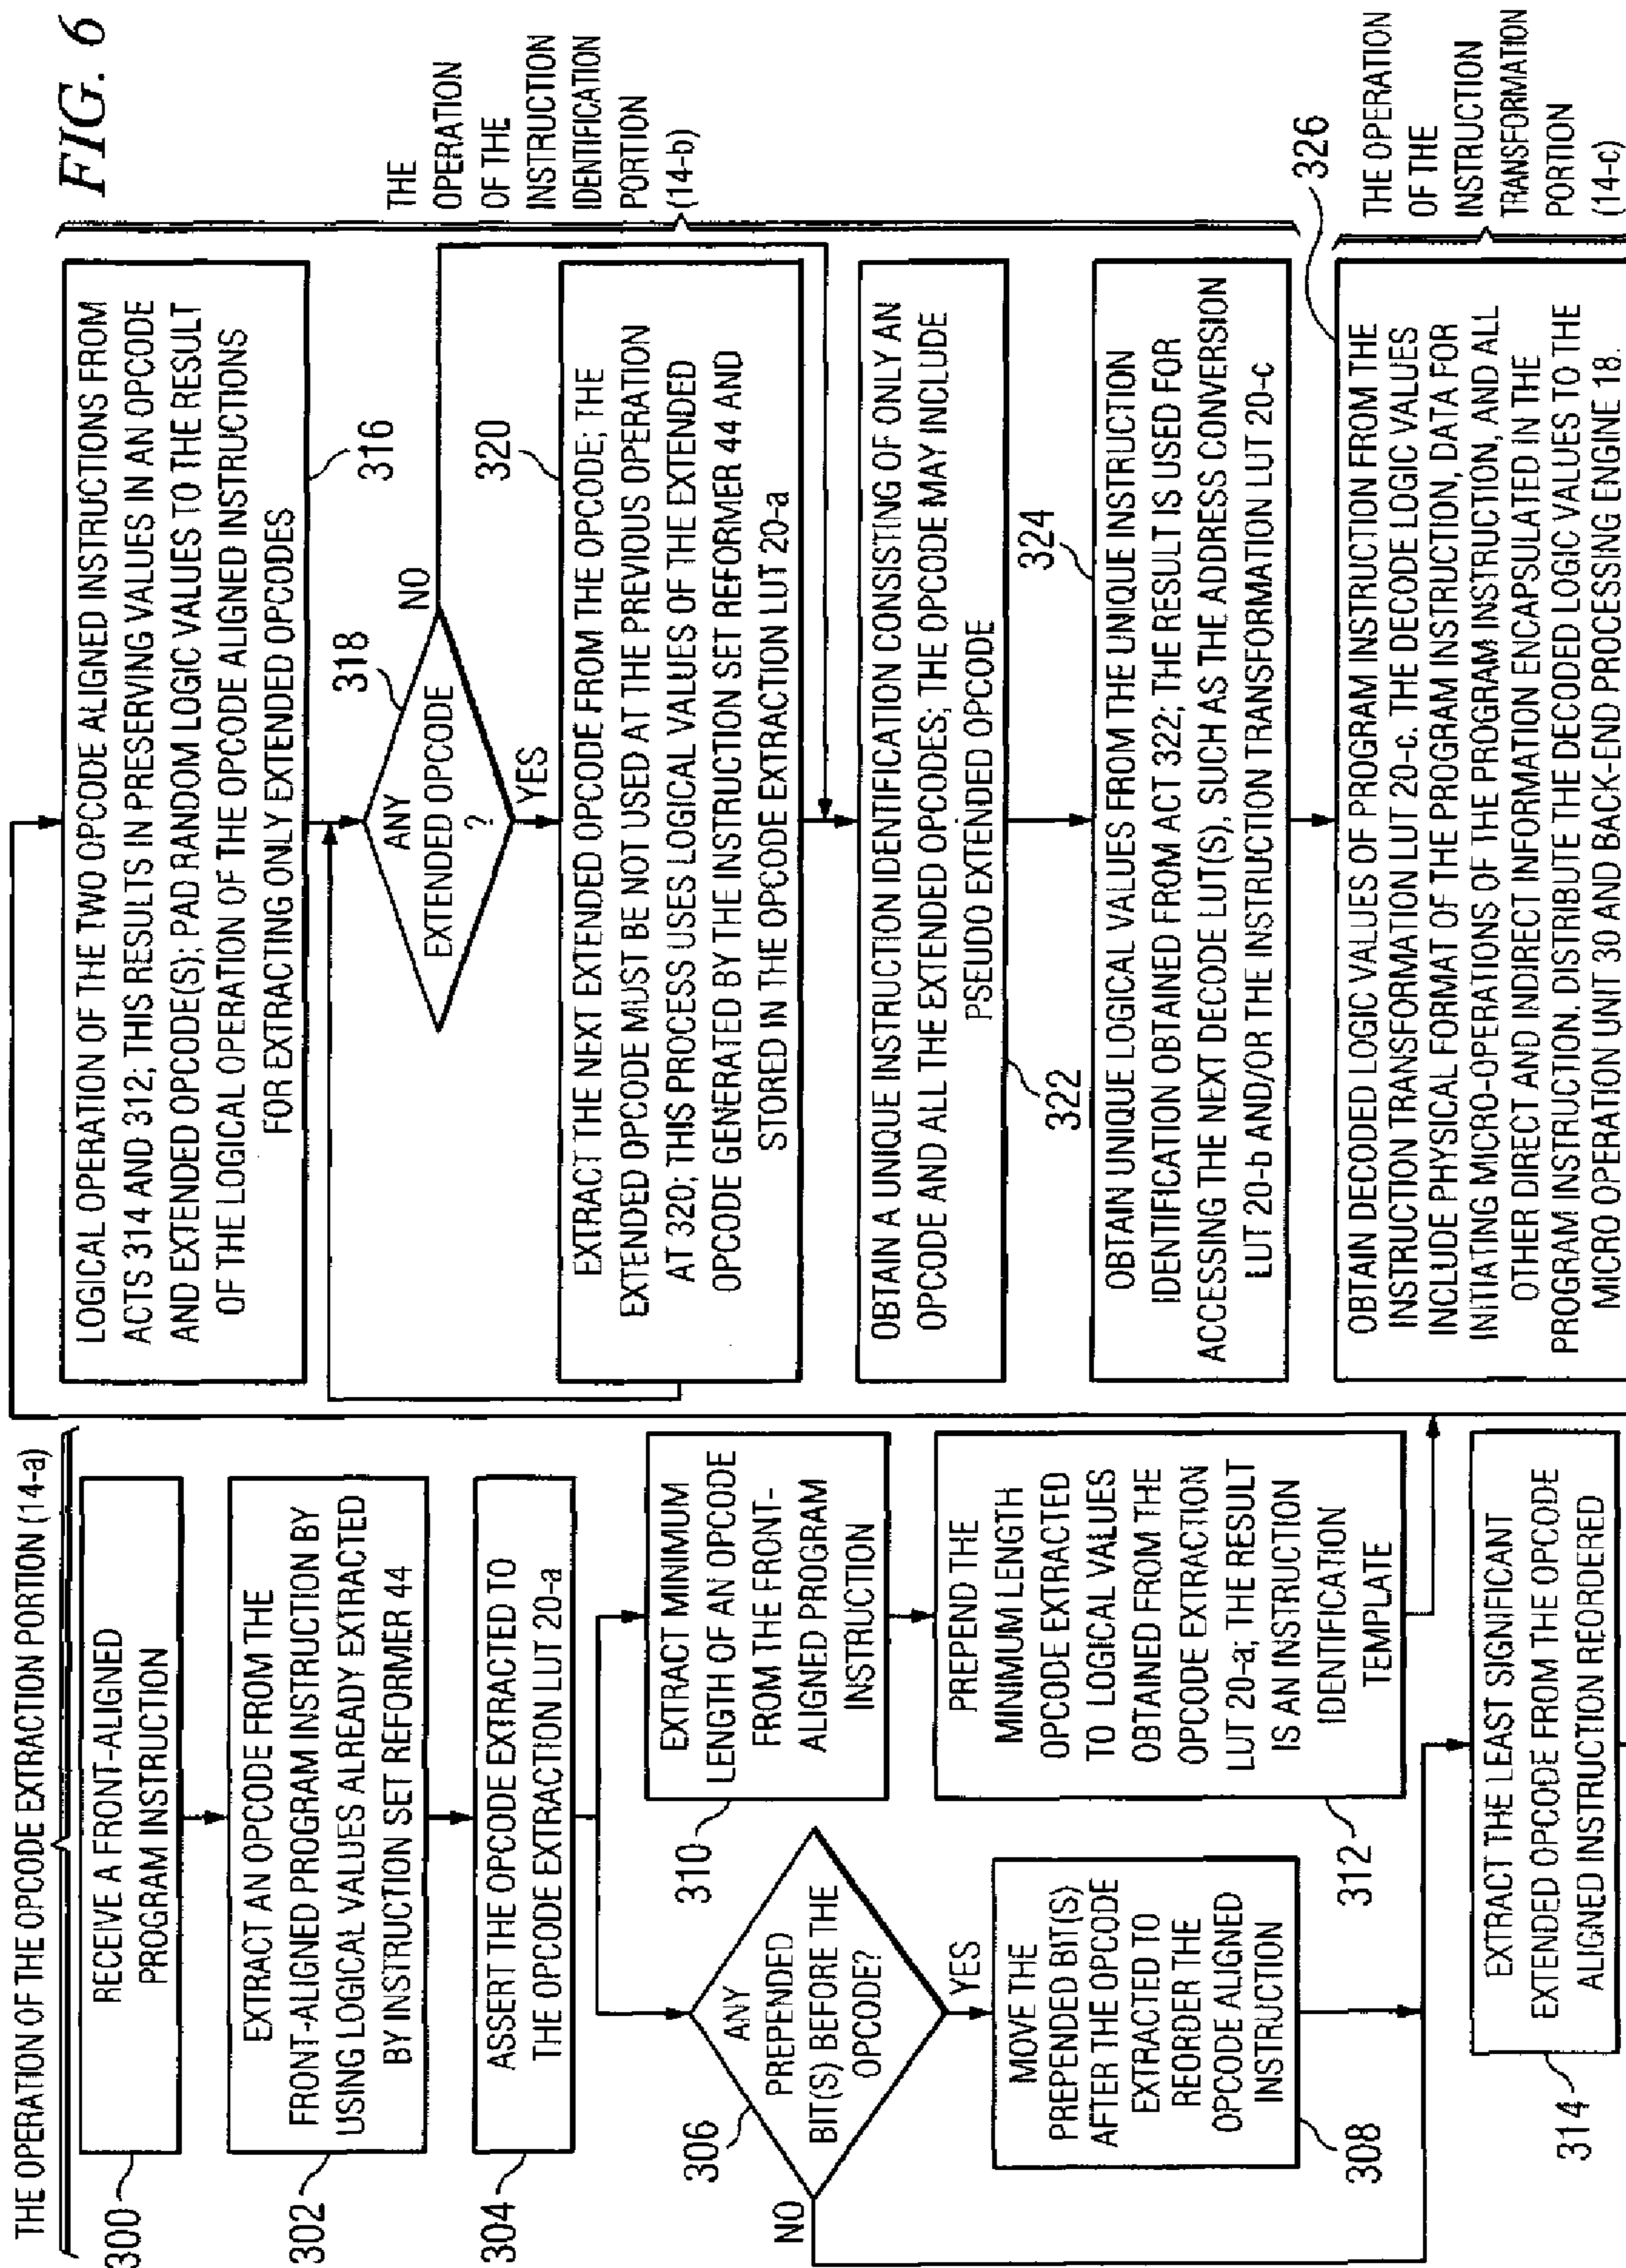 FIG. 6
THE OPERATION OF THE OPCODE EXTRACTION PORTION (14-a)
300
RECEIVE A FRONT-ALIGNED
PROGRAM INSTRUCTION
302
EXTRACT AN OPCODE FROM THE
FRONT-ALIGNED PROGRAM INSTRUCTION BY
USING LOGICAL VALUES ALREADY EXTRACTED
BY INSTRUCTION SET REFORMER 44
304
ASSERT THE OPCODE EXTRACTED TO
THE OPCODE EXTRACTION LUT 20-a
306
ANY
PREPENDED
BIT(S) BEFORE THE
OPCODE?
NO
YES
MOVE THE
PREPENDED BIT(S)
AFTER THE OPCODE
EXTRACTED TO
REORDER THE
OPCODE ALIGNED
INSTRUCTION
308
310
EXTRACT MINIMUM
LENGTH OF AN OPCODE
FROM THE FRONT-
ALIGNED PROGRAM
INSTRUCTION
PREPEND THE
MINIMUM LENGTH
OPCODE EXTRACTED
TO LOGICAL VALUES
OBTAINED FROM THE
OPCODE EXTRACTION
LUT 20-a; THE RESULT
IS AN INSTRUCTION
IDENTIFICATION
TEMPLATE
312
EXTRACT THE LEAST SIGNIFICANT
EXTENDED OPCODE FROM THE OPCODE
ALIGNED INSTRUCTION REORDERED
314
LOGICAL OPERATION OF THE TWO OPCODE ALIGNED INSTRUCTIONS FROM
ACTS 314 AND 312; THIS RESULTS IN PRESERVING VALUES IN AN OPCODE
AND EXTENDED OPCODE(S); PAD RANDOM LOGIC VALUES TO THE RESULT
OF THE LOGICAL OPERATION OF THE OPCODE ALIGNED INSTRUCTIONS
FOR EXTRACTING ONLY EXTENDED OPCODES
316
318
ANY
EXTENDED OPCODE
?
NO
YES
320
EXTRACT THE NEXT EXTENDED OPCODE FROM THE OPCODE; THE
EXTENDED OPCODE MUST BE NOT USED AT THE PREVIOUS OPERATION
AT 320; THIS PROCESS USES LOGICAL VALUES OF THE EXTENDED
OPCODE GENERATED BY THE INSTRUCTION SET REFORMER 44 AND
STORED IN THE OPCODE EXTRACTION LUT 20-a
OBTAIN A UNIQUE INSTRUCTION IDENTIFICATION CONSISTING OF ONLY AN
OPCODE AND ALL THE EXTENDED OPCODES; THE OPCODE MAY INCLUDE
PSEUDO EXTENDED OPCODE
322
324
OBTAIN UNIQUE LOGICAL VALUES FROM THE UNIQUE INSTRUCTION
IDENTIFICATION OBTAINED FROM ACT 322; THE RESULT IS USED FOR
ACCESSING THE NEXT DECODE LUT(S), SUCH AS THE ADDRESS CONVERSION
LUT 20-b AND/OR THE INSTRUCTION TRANSFORMATION LUT 20-c
THE
OPERATION
OF THE
INSTRUCTION
IDENTIFICATION
PORTION
(14-b)
326
OBTAIN DECODED LOGIC VALUES OF PROGRAM INSTRUCTION FROM THE
INSTRUCTION TRANSFORMATION LUT 20-c. THE DECODE LOGIC VALUES
INCLUDE PHYSICAL FORMAT OF THE PROGRAM INSTRUCTION, DATA FOR
INITIATING MICRO-OPERATIONS OF THE PROGRAM INSTRUCTION, AND ALL
OTHER DIRECT AND INDIRECT INFORMATION ENCAPSULATED IN THE
PROGRAM INSTRUCTION. DISTRIBUTE THE DECODED LOGIC VALUES TO THE
MICRO OPERATION UNIT 30 AND BACK-END PROCESSING ENGINE 18.
THE OPERATION
OF THE
INSTRUCTION
TRANSFORMATION
PORTION
(14-c)